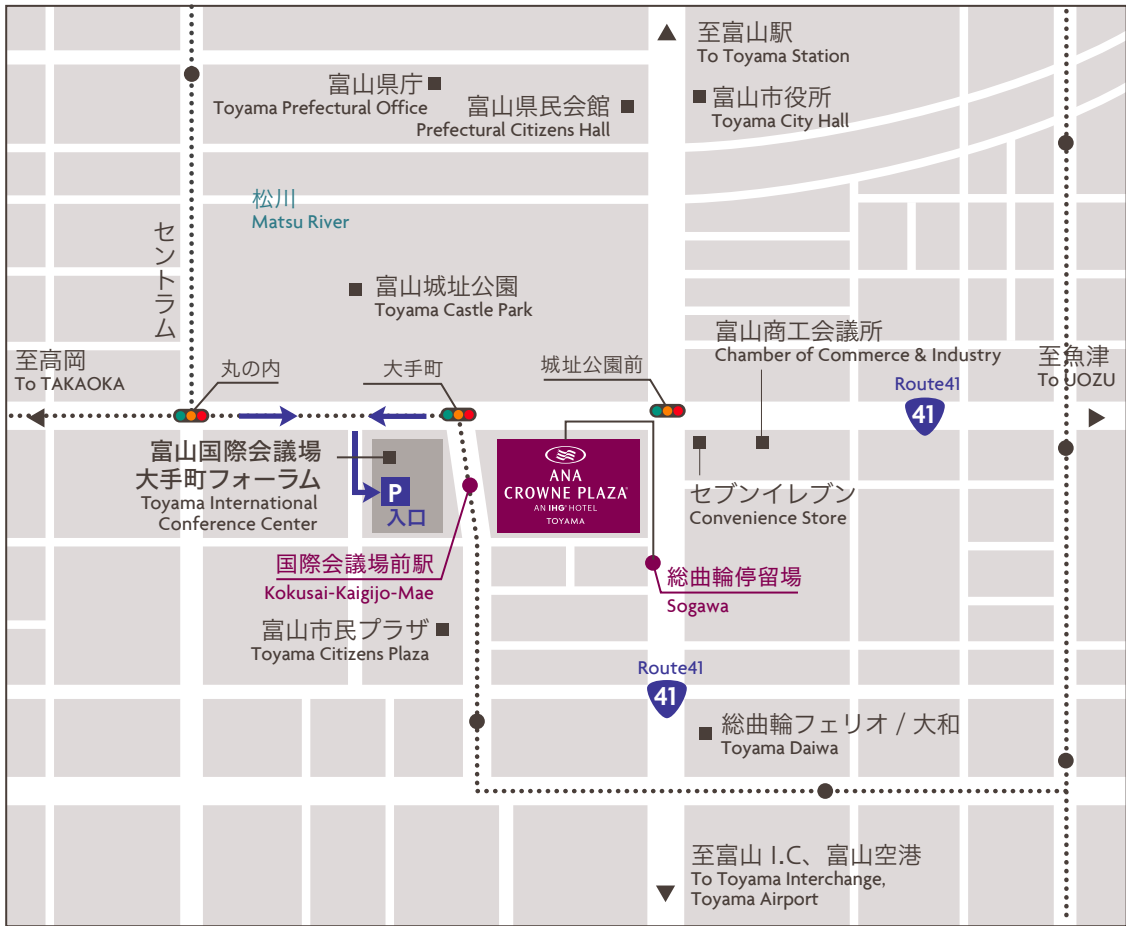 至富山駅
To Toyama Station
富山県庁
Toyama Prefectural Office
富山県民会館
Prefectural Citizens Hall
富山市役所
Toyama City Hall
松川
Matsu River
セントラム
富山城址公園
Toyama Castle Park
富山商工会議所
Chamber of Commerce & Industry
至高岡
To TAKAOKA
丸の内
大手町
城址公園前
Route41
41
至魚津
To UOZU
富山国際会議場
大手町フォーラム
Toyama International
Conference Center
P
入口
ANA
CROWNE PLAZA
AN IHG® HOTEL
TOYAMA
セブンイレブン
Convenience Store
国際会議場前駅
Kokusai-Kaigijo-Mae
総曲輪停留場
Sogawa
富山市民プラザ
Toyama Citizens Plaza
Route41
41
総曲輪フェリオ / 大和
Toyama Daiwa
至富山 I.C、富山空港
To Toyama Interchange,
Toyama Airport